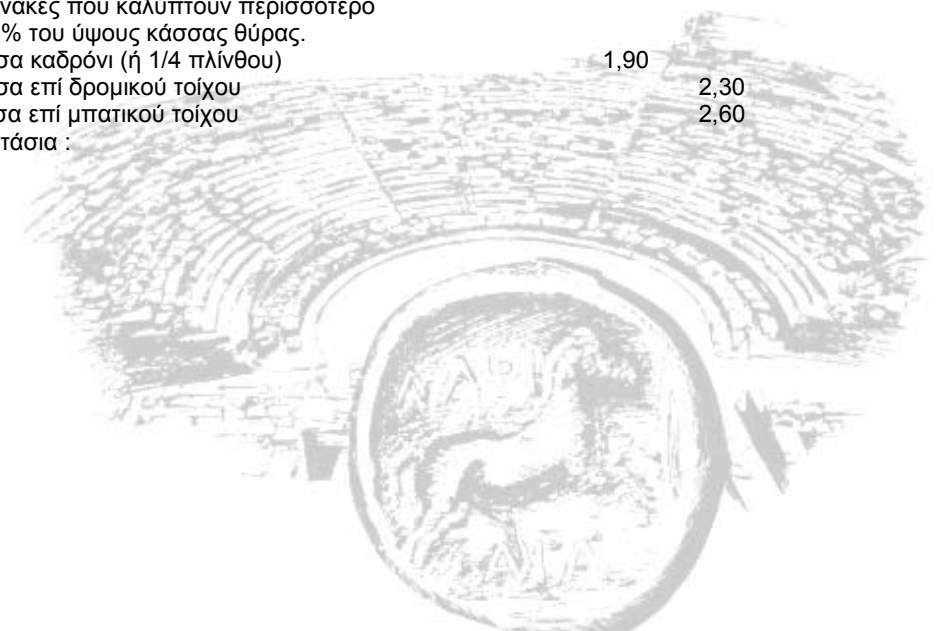 νακες που καλύπτουν περισσότερο
% του ύψους κάσσας θύρας.
σα καδρόνι (ή 1/4 πλίνθου) 1,90
σα επί δρομικού τοίχου 2,30
σα επί μπατικού τοίχου 2,60
τάσια :